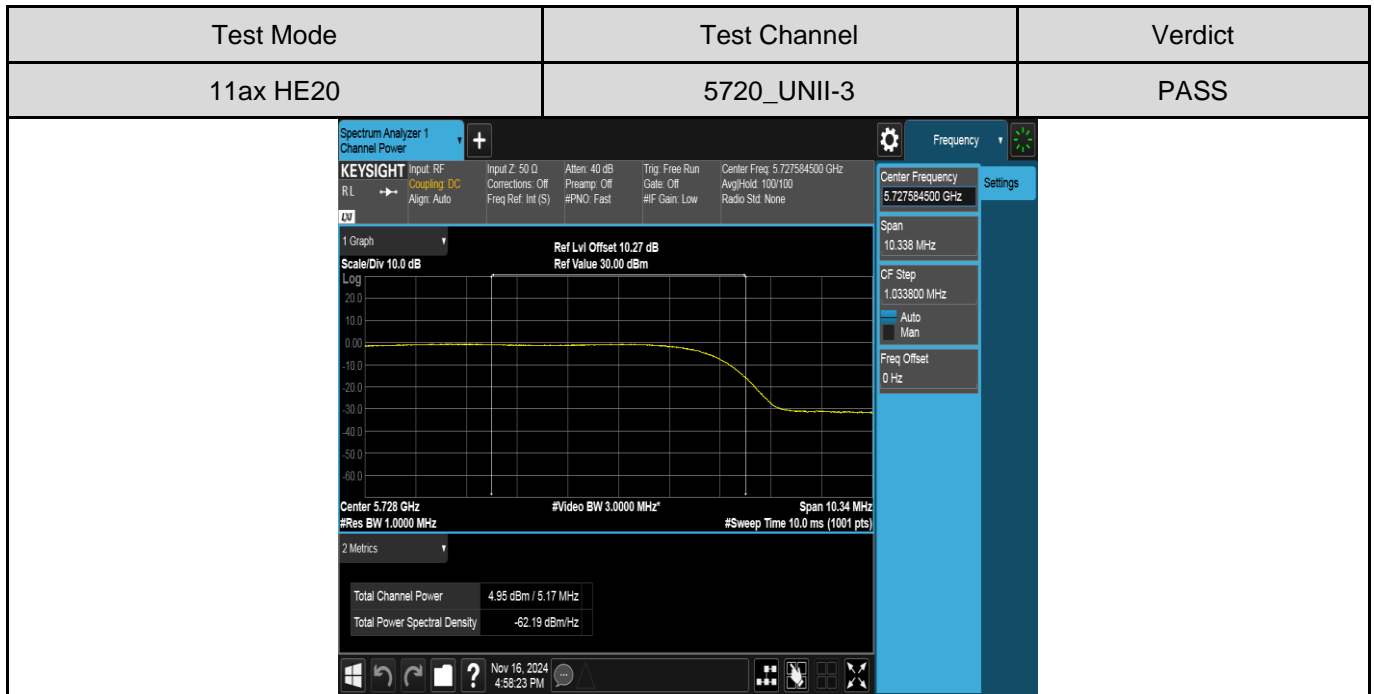 Test Mode Test Channel Verdict
11ax HE20 5720_UNII-3 PASS
Spectrum Analyzer 1
Channel Power
+
Frequency
KEYSIGHT Input: RF Input Z: 50 Ω Atten: 40 dB Trig: Free Run Center Freq: 5.727584500 GHz
RL Coupling: DC Corrections: Off Preamp: Off Gate: Off Avg|Hold: 100/100
Align: Auto Freq Ref: Int (S) #PNO: Fast #IF Gain: Low Radio Std: None
LXI
Center Frequency
5.727584500 GHz
Settings
Span
10.338 MHz
CF Step
1.033800 MHz
Auto
Man
Freq Offset
0 Hz
1 Graph
Ref Lvl Offset 10.27 dB
Scale/Div 10.0 dB Ref Value 30.00 dBm
Log
20.0
10.0
0.00
-10.0
-20.0
-30.0
-40.0
-50.0
-60.0
Center 5.728 GHz #Video BW 3.0000 MHz* Span 10.34 MHz
#Res BW 1.0000 MHz #Sweep Time 10.0 ms (1001 pts)
2 Metrics
Total Channel Power 4.95 dBm / 5.17 MHz
Total Power Spectral Density -62.19 dBm/Hz
? Nov 16, 2024
4:58:23 PM